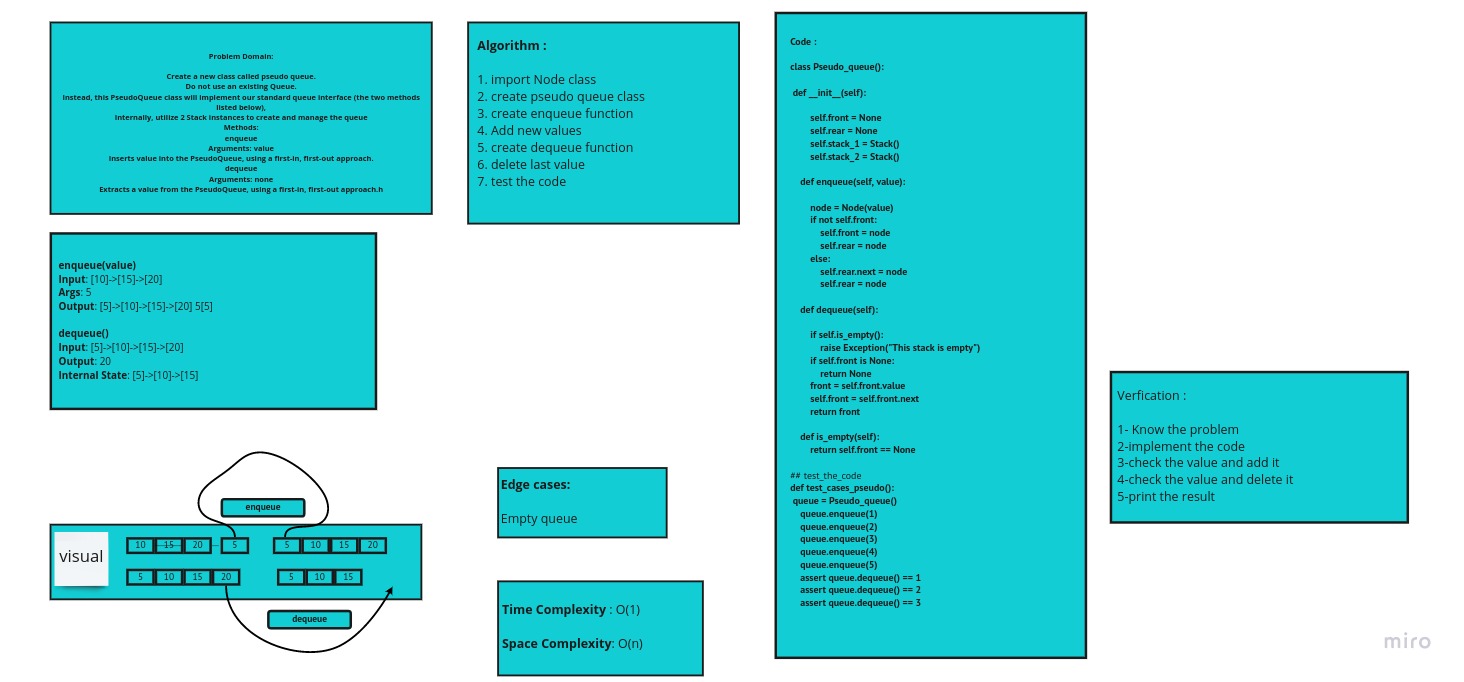 Problem Domain:
Create a new class called pseudo queue.
Do not use an existing Queue.
Instead, this PseudoQueue class will implement our standard queue interface (the two methods
listed below),
Internally, utilize 2 Stack instances to create and manage the queue
Methods:
enqueue
Arguments: value
Inserts value into the PseudoQueue, using a first-in, first-out approach.
dequeue
Arguments: none
Extracts a value from the PseudoQueue, using a first-in, first-out approach.h
enqueue(value)
Input: [10]->[15]->[20]
Args: 5
Output: [5]->[10]->[15]->[20] 5[5]
dequeue()
Input: [5]->[10]->[15]->[20]
Output: 20
Internal State: [5]->[10]->[15]
enqueue
visual
10 15 20 5
5 10 15 20
5 10 15 20
5 10 15
dequeue
Algorithm :
1. import Node class
2. create pseudo queue class
3. create enqueue function
4. Add new values
5. create dequeue function
6. delete last value
7. test the code
Edge cases:
Empty queue
Time Complexity : O(1)
Space Complexity: O(n)
Code :
class Pseudo_queue():
def __init__(self):
self.front = None
self.rear = None
self.stack_1 = Stack()
self.stack_2 = Stack()
def enqueue(self, value):
node = Node(value)
if not self.front:
self.front = node
self.rear = node
else:
self.rear.next = node
self.rear = node
def dequeue(self):
if self.is_empty():
raise Exception("This stack is empty")
if self.front is None:
return None
front = self.front.value
self.front = self.front.next
return front
def is_empty(self):
return self.front == None
## test_the_code
def test_cases_pseudo():
queue = Pseudo_queue()
queue.enqueue(1)
queue.enqueue(2)
queue.enqueue(3)
queue.enqueue(4)
queue.enqueue(5)
assert queue.dequeue() == 1
assert queue.dequeue() == 2
assert queue.dequeue() == 3
Verfication :
1- Know the problem
2-implement the code
3-check the value and add it
4-check the value and delete it
5-print the result
miro